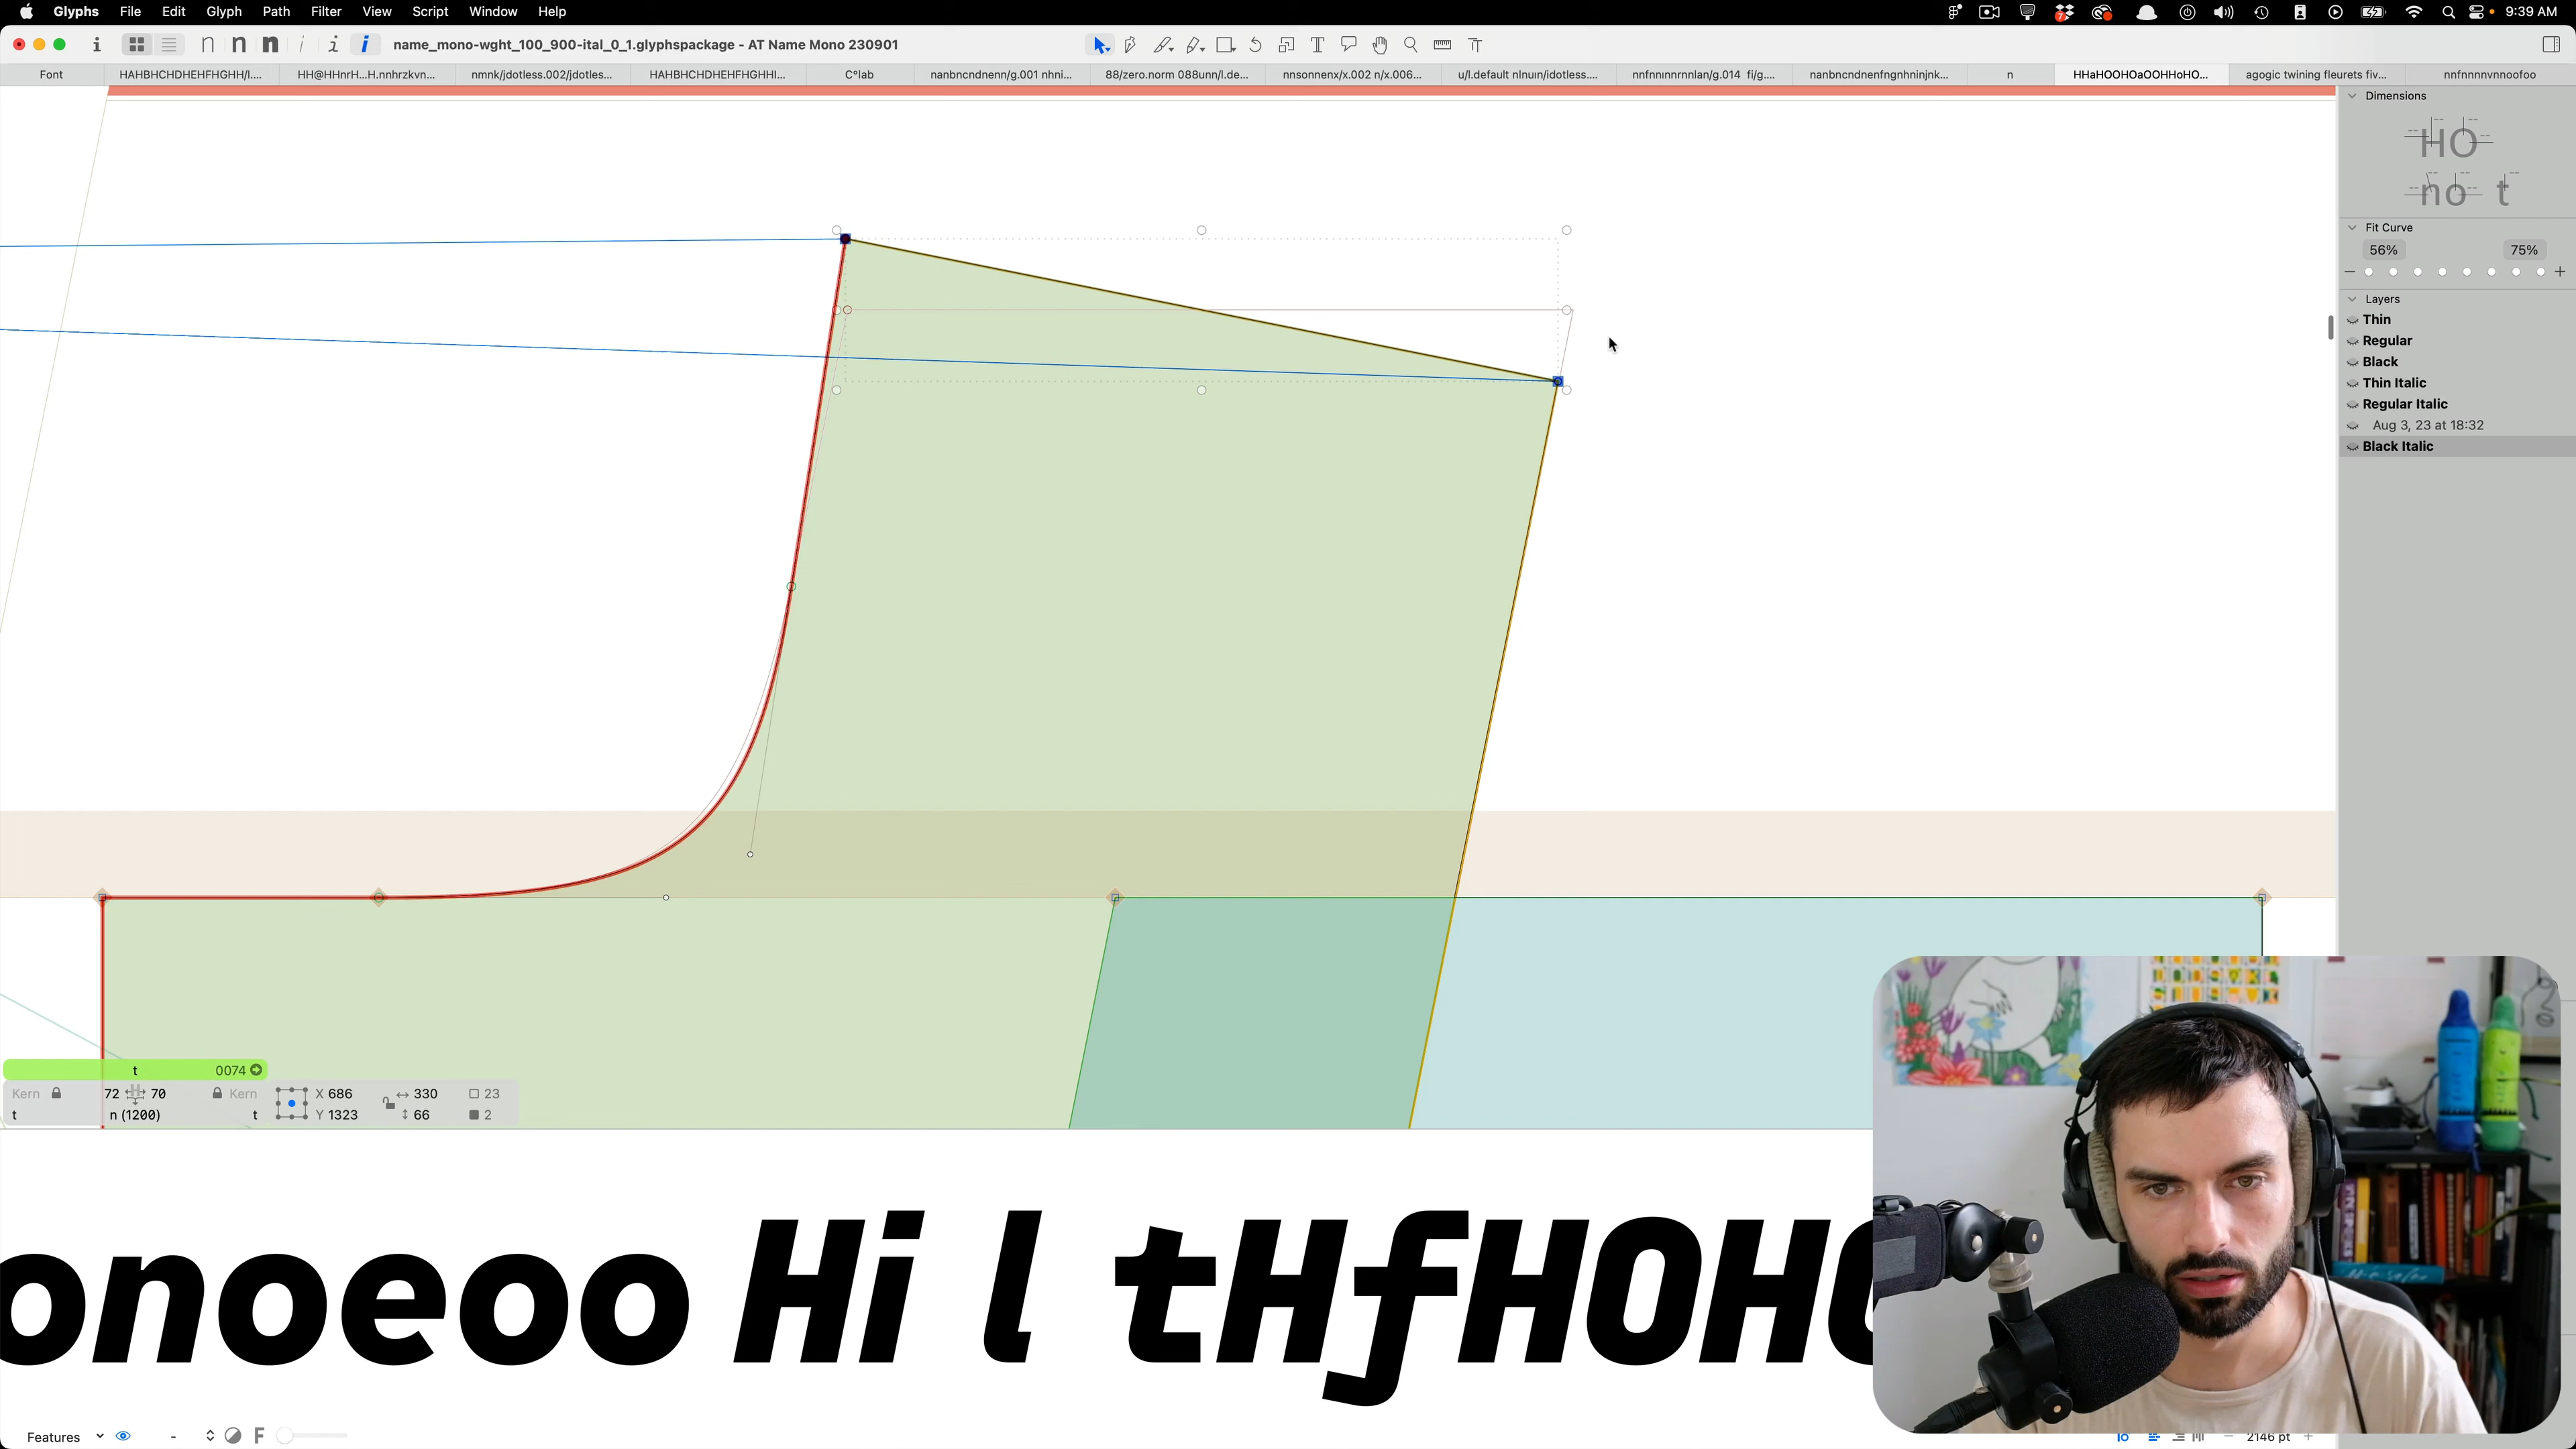 Glyphs File Edit Glyph Path Filter View Script Window Help 9:39 AM
name_mono-wght_100_900-ital_0_1.glyphspackage - AT Name Mono 230901
Font HAHBHCHDHEHFHGHH/l.... HH@HHnrH...H.nnhrzkvn... nmnk/jdotless.002/jdotles... HAHBHCHDHEHFHGHHI... C°lab nanbncndnenn/g.001 nhni... 88/zero.norm 088unn/l.de... nnsonnenx/x.002 n/x.006... u/l.default nlnuın/idotless.... nnfnnınnrnnlan/g.014 fi/g.... nanbncndnenfngnhninjnk... n HHaHOOHOaOOHHoHO... agogic twining fleurets fiv... nnfnnnnvnnoofoo
Dimensions
HO
no t
Fit Curve
56% 75%
Layers
Thin
Regular
Black
Thin Italic
Regular Italic
Aug 3, 23 at 18:32
Black Italic
t 0074
Kern 72 70 Kern X 686 330 23
t n (1200) t Y 1323 66 2
onoeoo Hi l tHfHOHO
Features - F 2146 pt